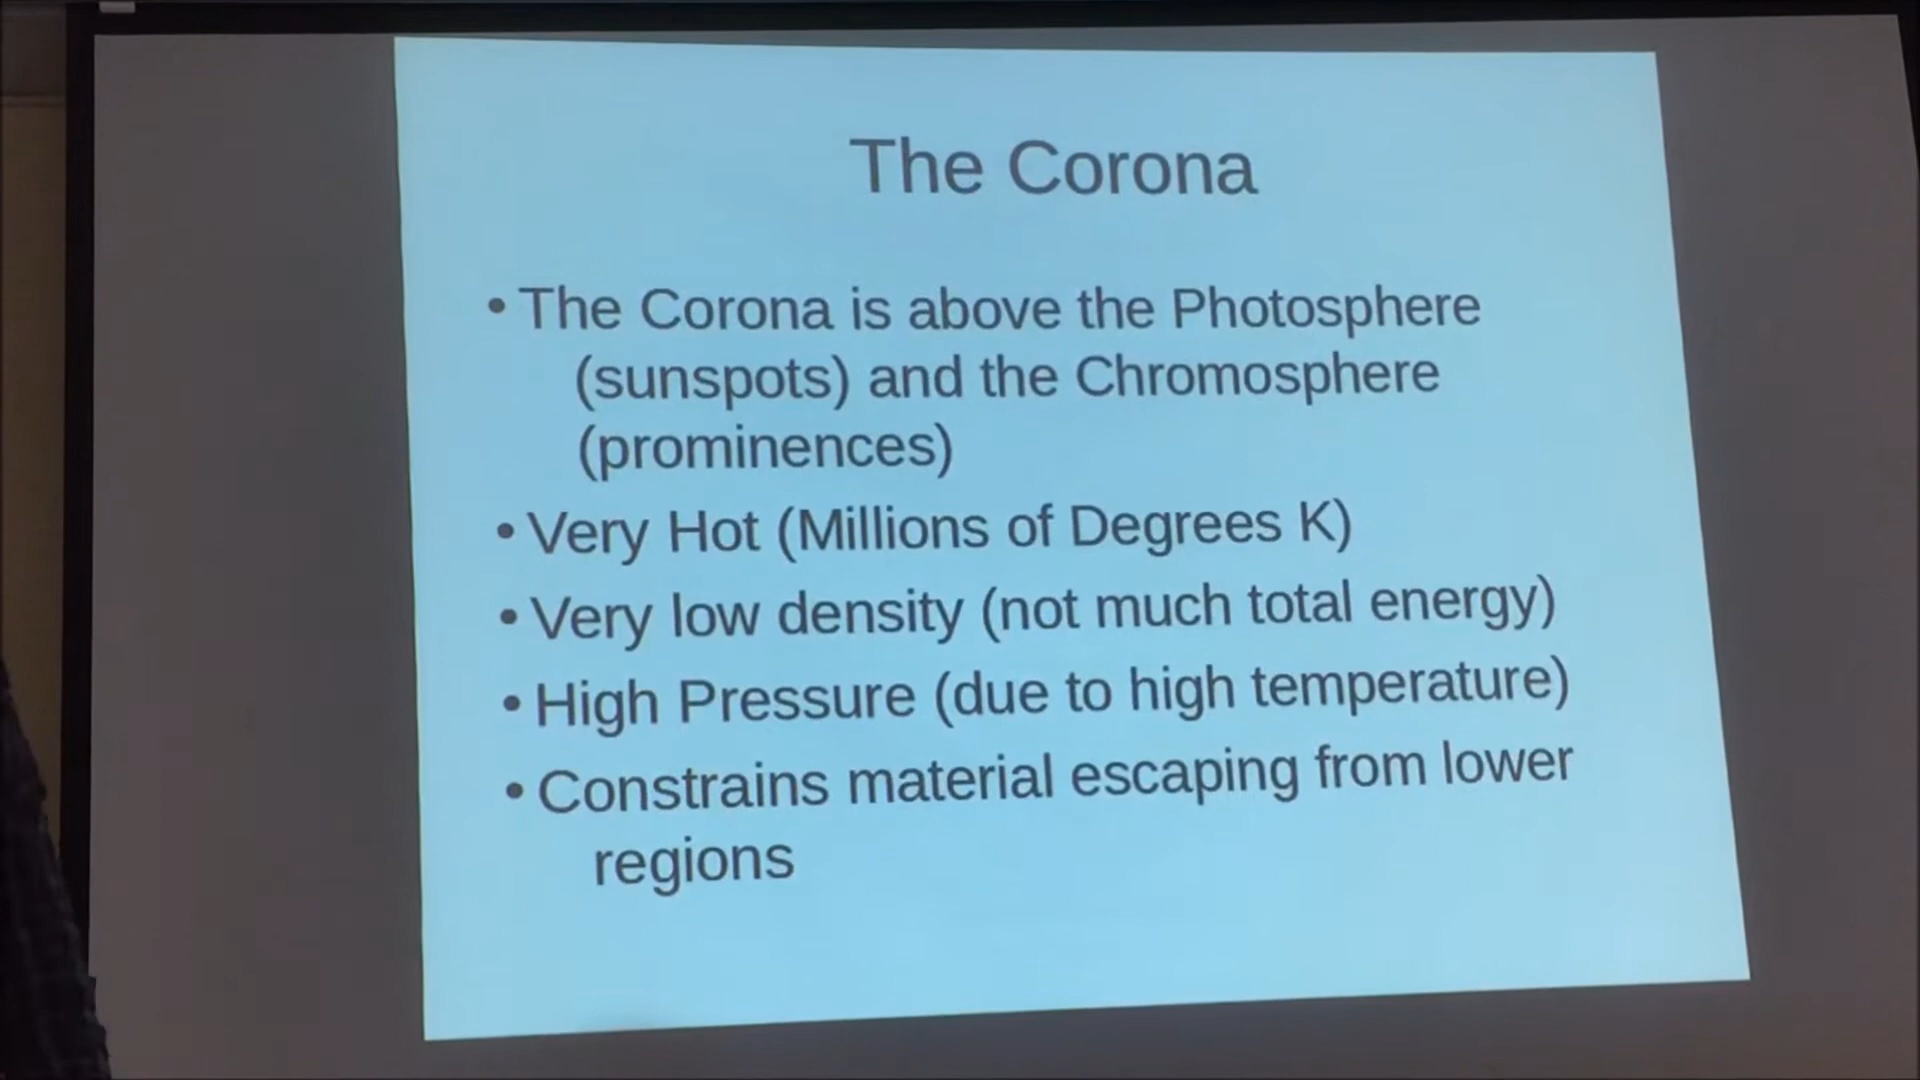 The Corona
• The Corona is above the Photosphere
(sunspots) and the Chromosphere
(prominences)
• Very Hot (Millions of Degrees K)
• Very low density (not much total energy)
• High Pressure (due to high temperature)
• Constrains material escaping from lower
regions